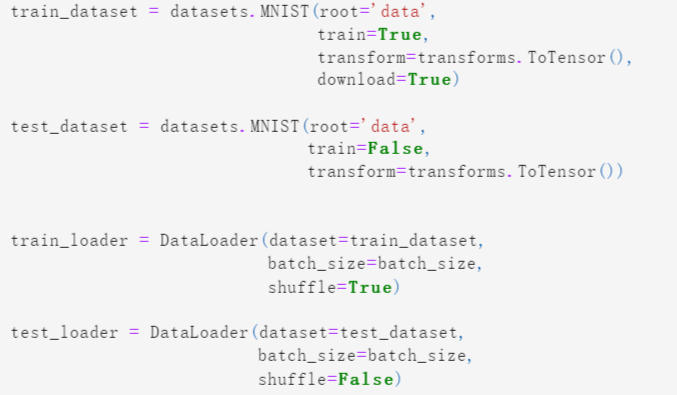 train_dataset = datasets.MNIST(root='data',
train=True,
transform=transforms.ToTensor(),
download=True)
test_dataset = datasets.MNIST(root='data',
train=False,
transform=transforms.ToTensor())
train_loader = DataLoader(dataset=train_dataset,
batch_size=batch_size,
shuffle=True)
test_loader = DataLoader(dataset=test_dataset,
batch_size=batch_size,
shuffle=False)